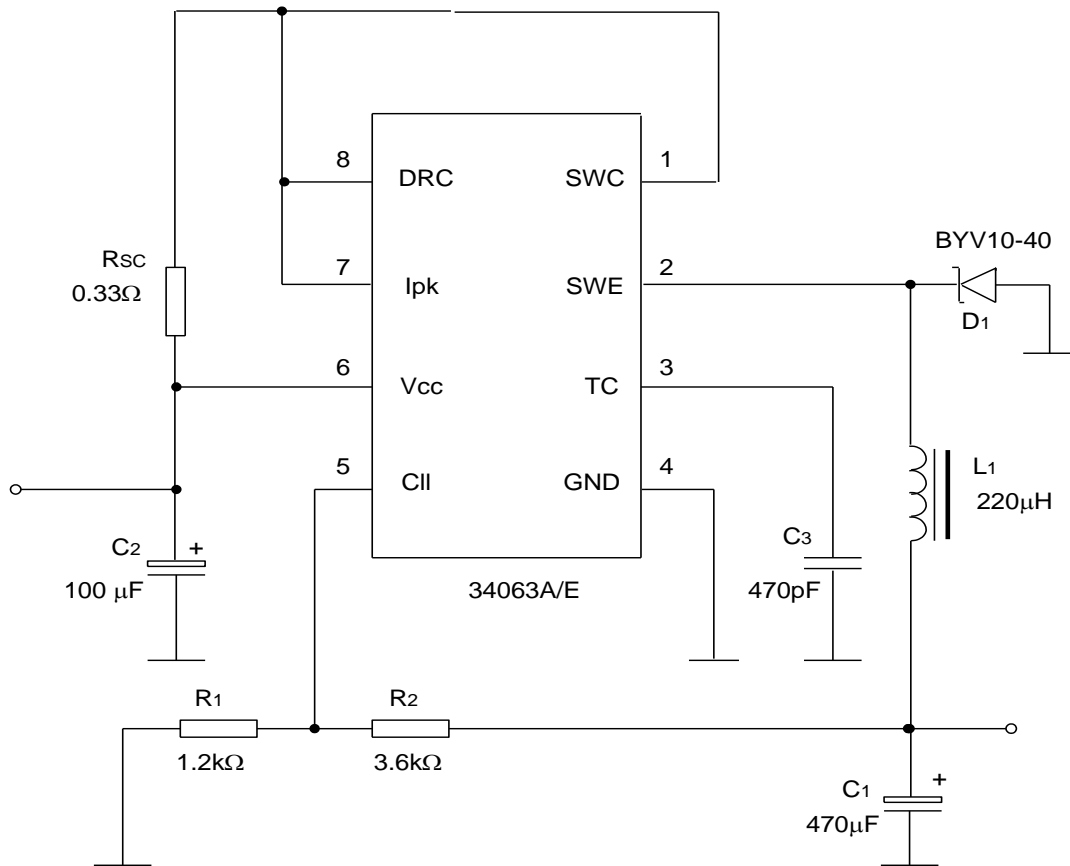 8
DRC
SWC
1
BYV10-40
RSC
0.33Ω
7
Ipk
SWE
2
D1
6
Vcc
TC
3
5
CII
GND
4
L1
220µH
C2
+
100 µF
34063A/E
C3
470pF
R1
R2
1.2kΩ
3.6kΩ
C1
+
470µF